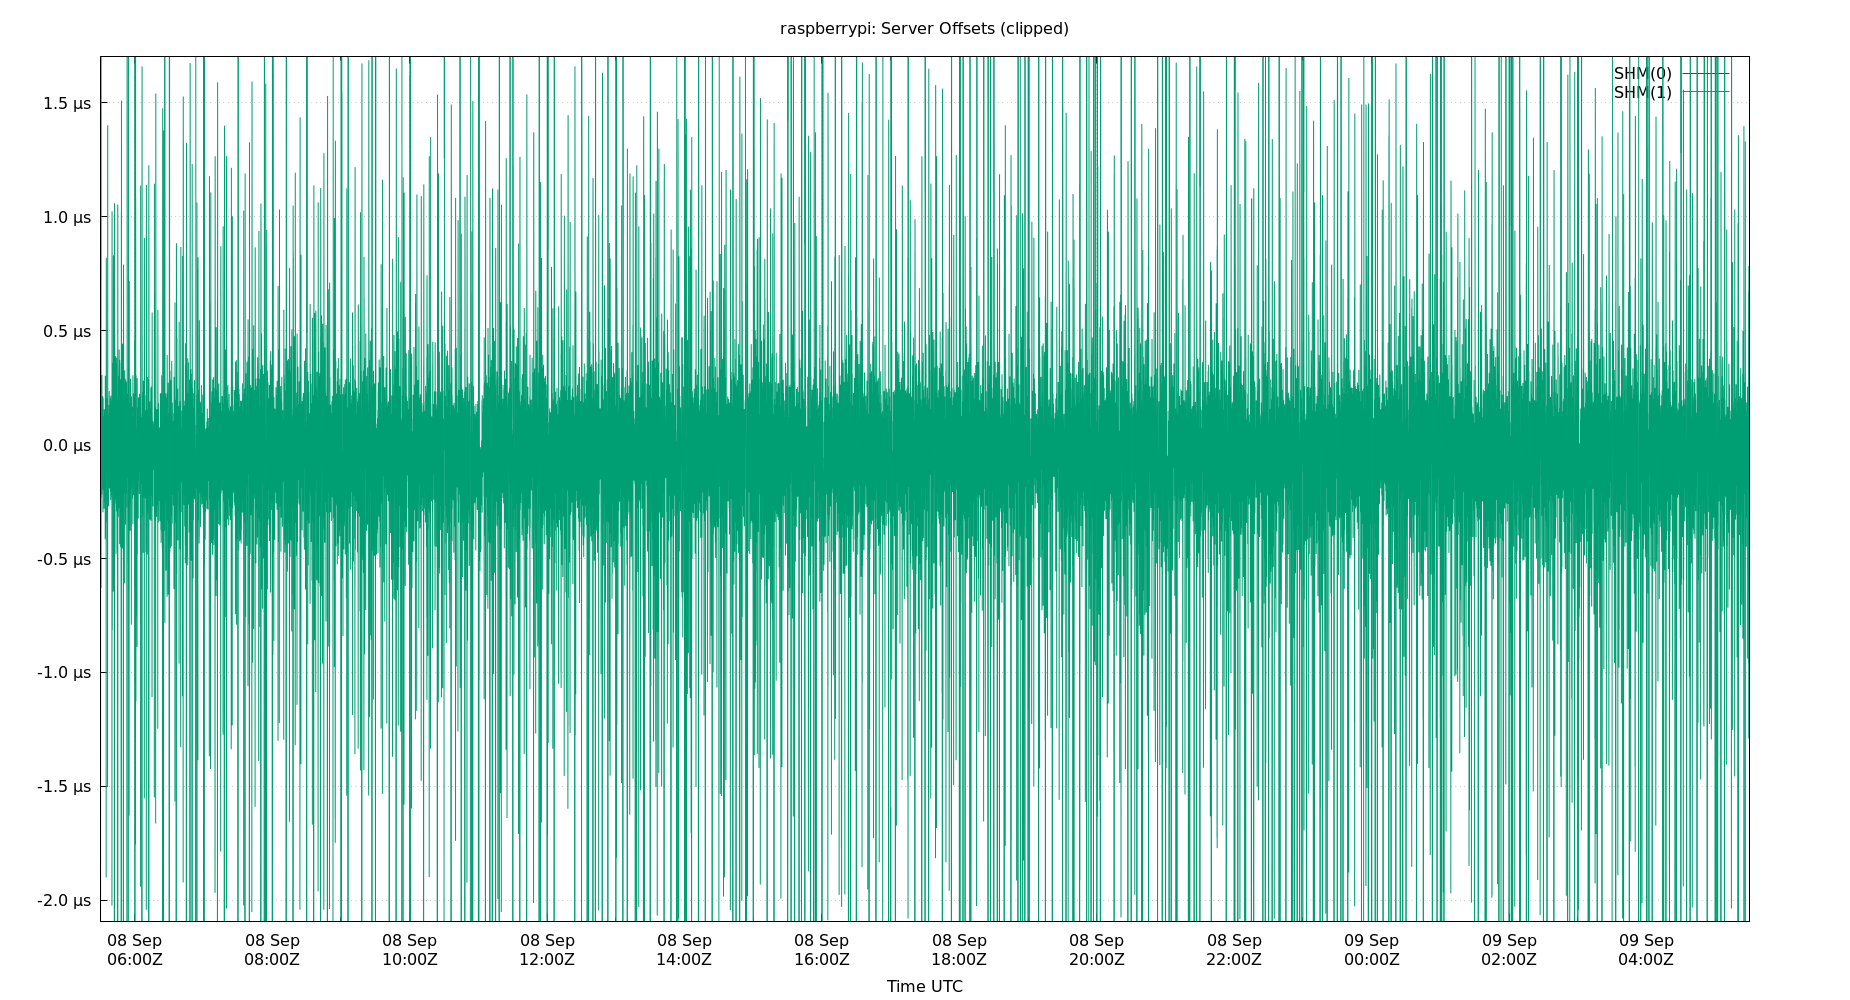 raspberrypi: Server Offsets (clipped)
SHM(0)
SHM(1)
1.5 µs
1.0 µs
0.5 µs
0.0 µs
-0.5 µs
-1.0 µs
-1.5 µs
-2.0 µs
08 Sep 08 Sep 08 Sep 08 Sep 08 Sep 08 Sep 08 Sep 08 Sep 08 Sep 09 Sep 09 Sep 09 Sep
06:00Z 08:00Z 10:00Z 12:00Z 14:00Z 16:00Z 18:00Z 20:00Z 22:00Z 00:00Z 02:00Z 04:00Z
Time UTC